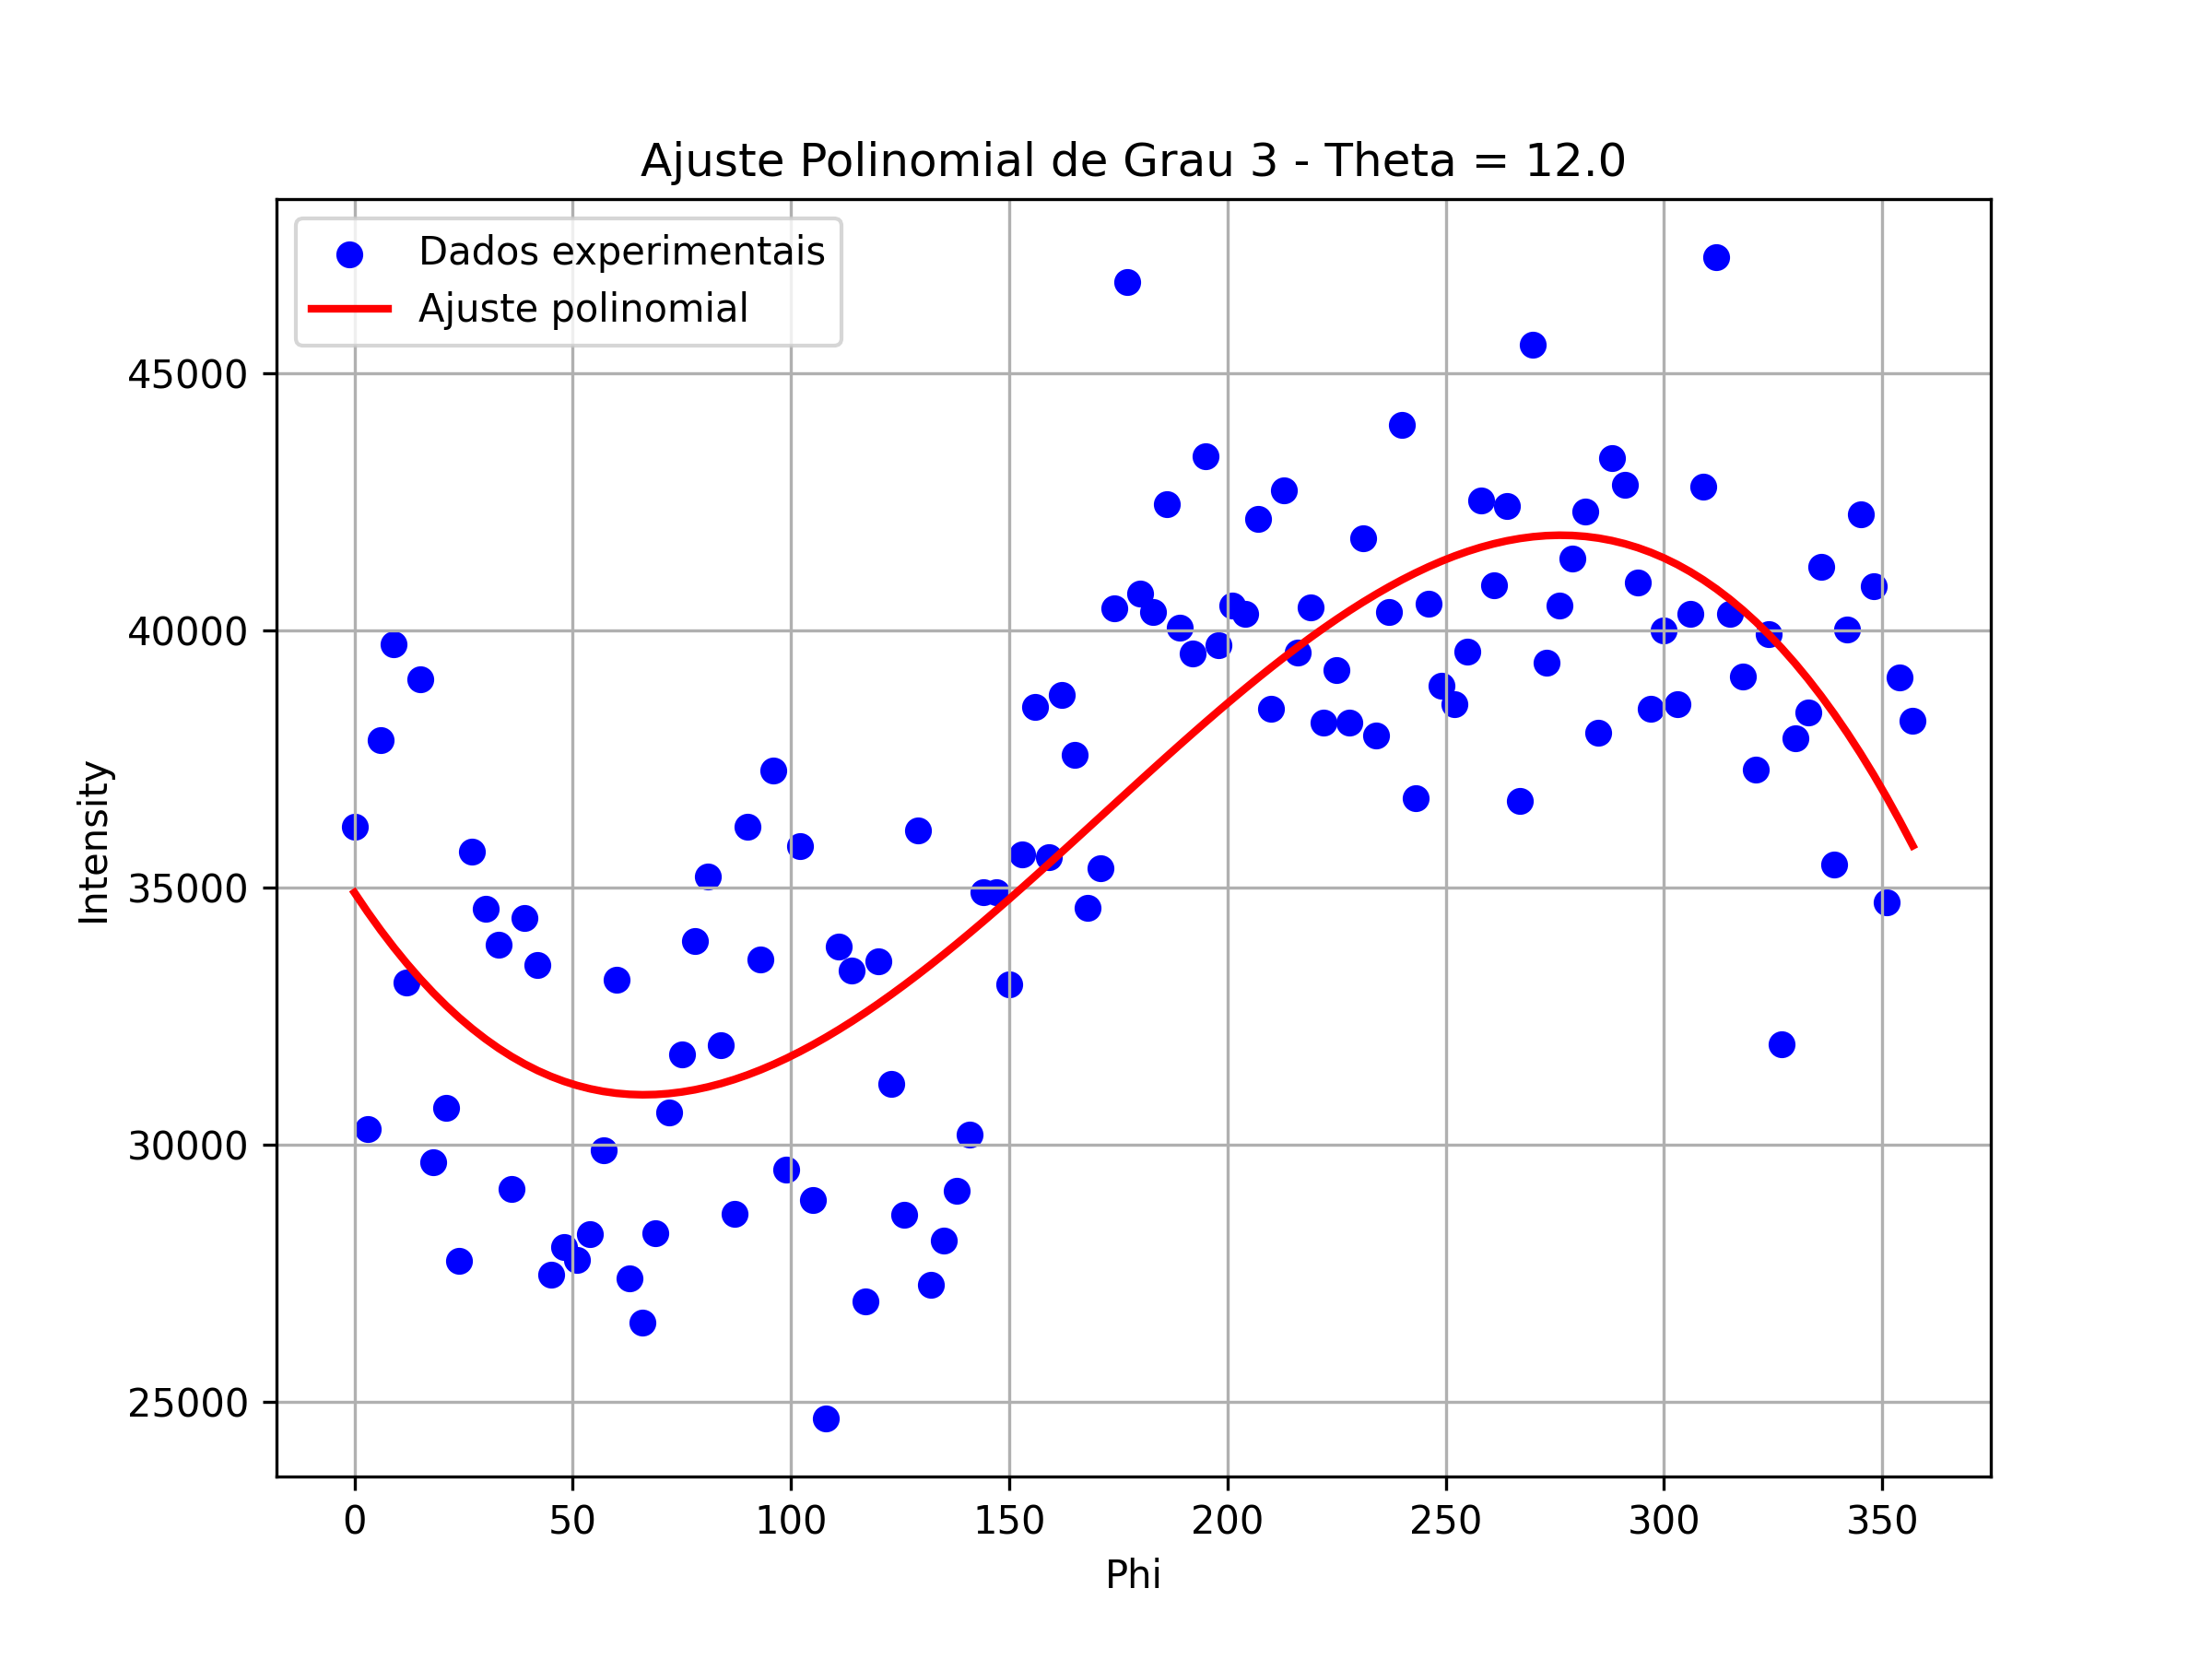 Ajuste Polinomial de Grau 3 - Theta = 12.0
Dados experimentais
Ajuste polinomial
45000
40000
35000
30000
25000
Intensity
0 50 100 150 200 250 300 350
Phi